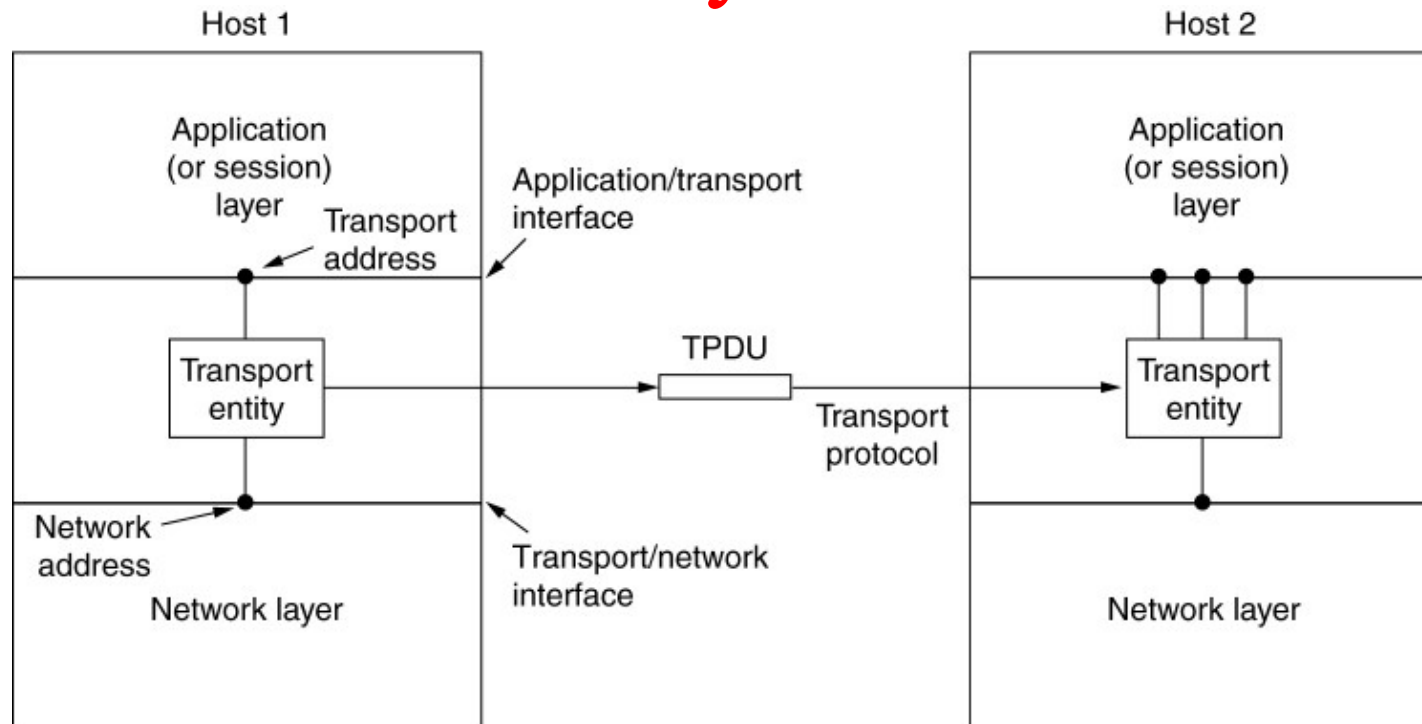 Host 1
Host 2
Application
(or session)
layer
Transport
address
Application/transport
interface
Application
(or session)
layer
Transport
entity
TPDU
Transport
protocol
Transport
entity
Network
address
Transport/network
interface
Network layer
Network layer